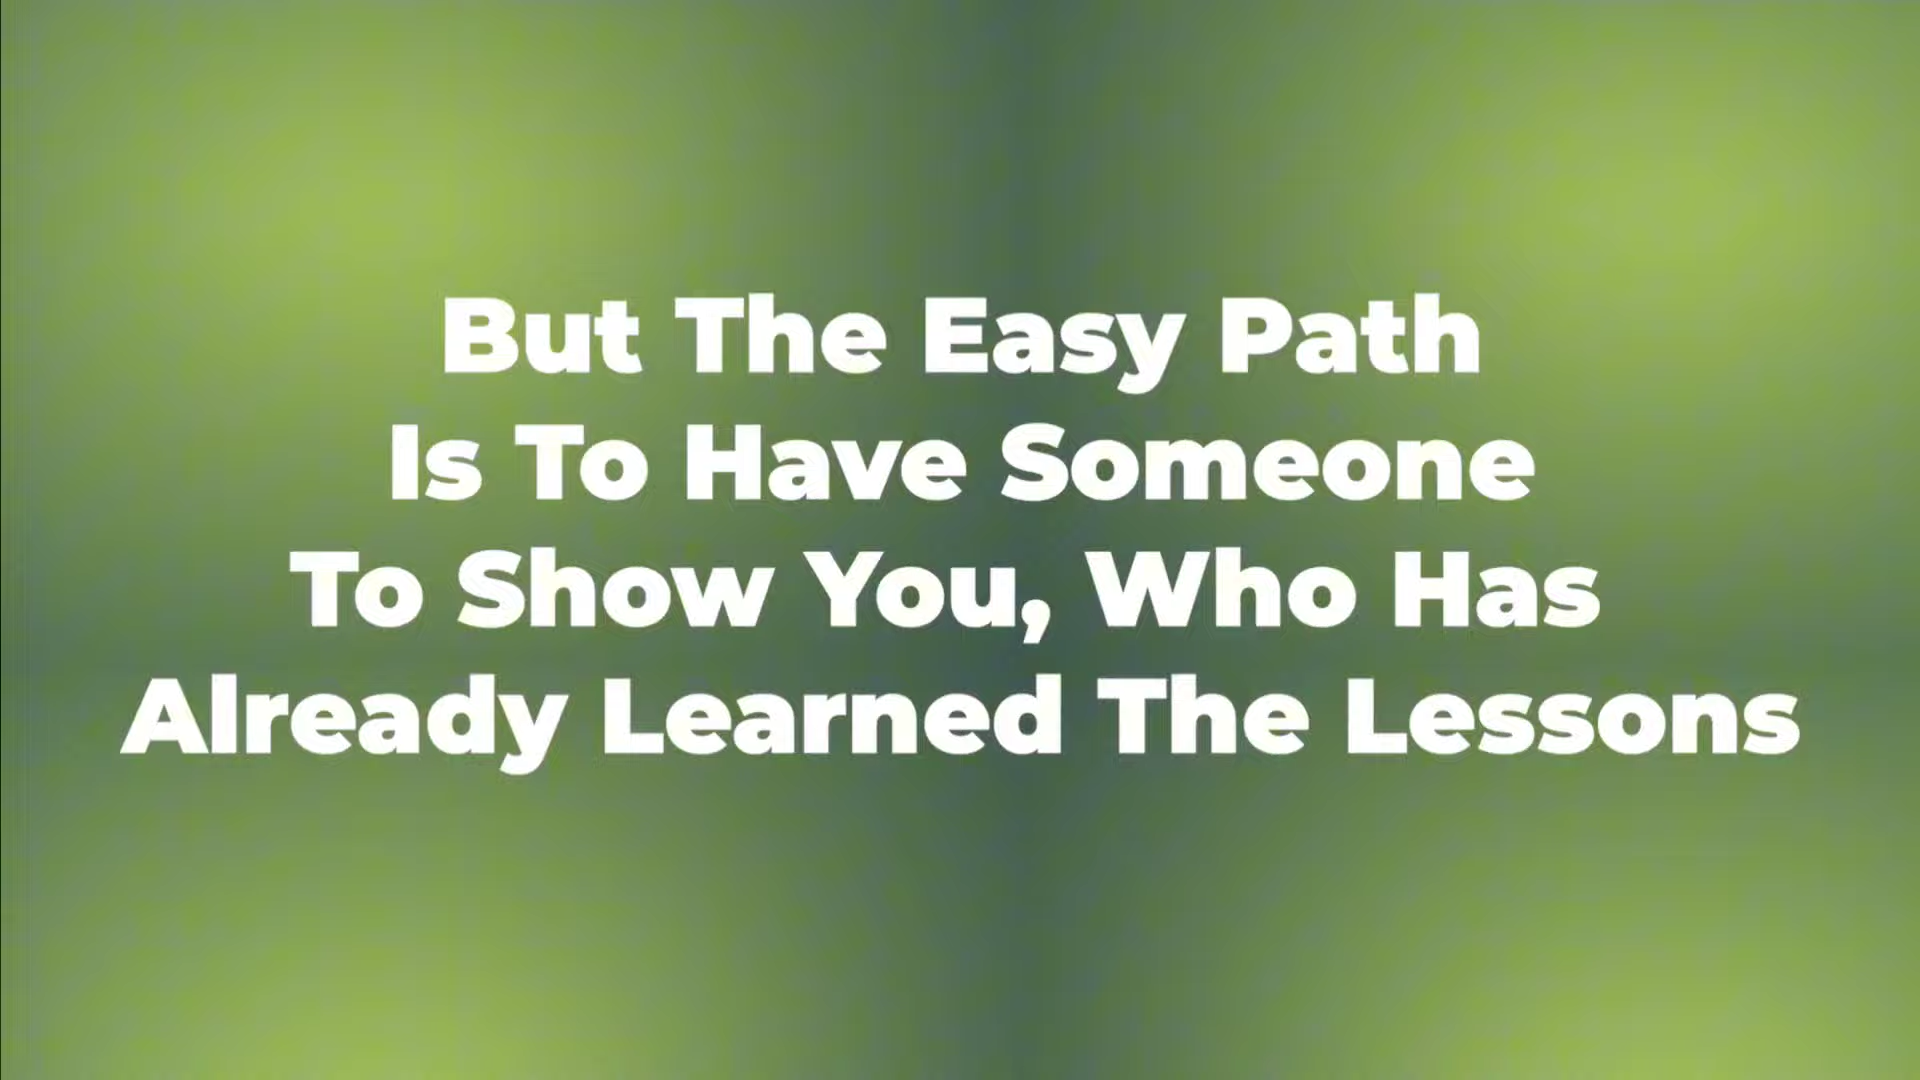 But The Easy Path
Is To Have Someone
To Show You, Who Has
Already Learned The Lessons